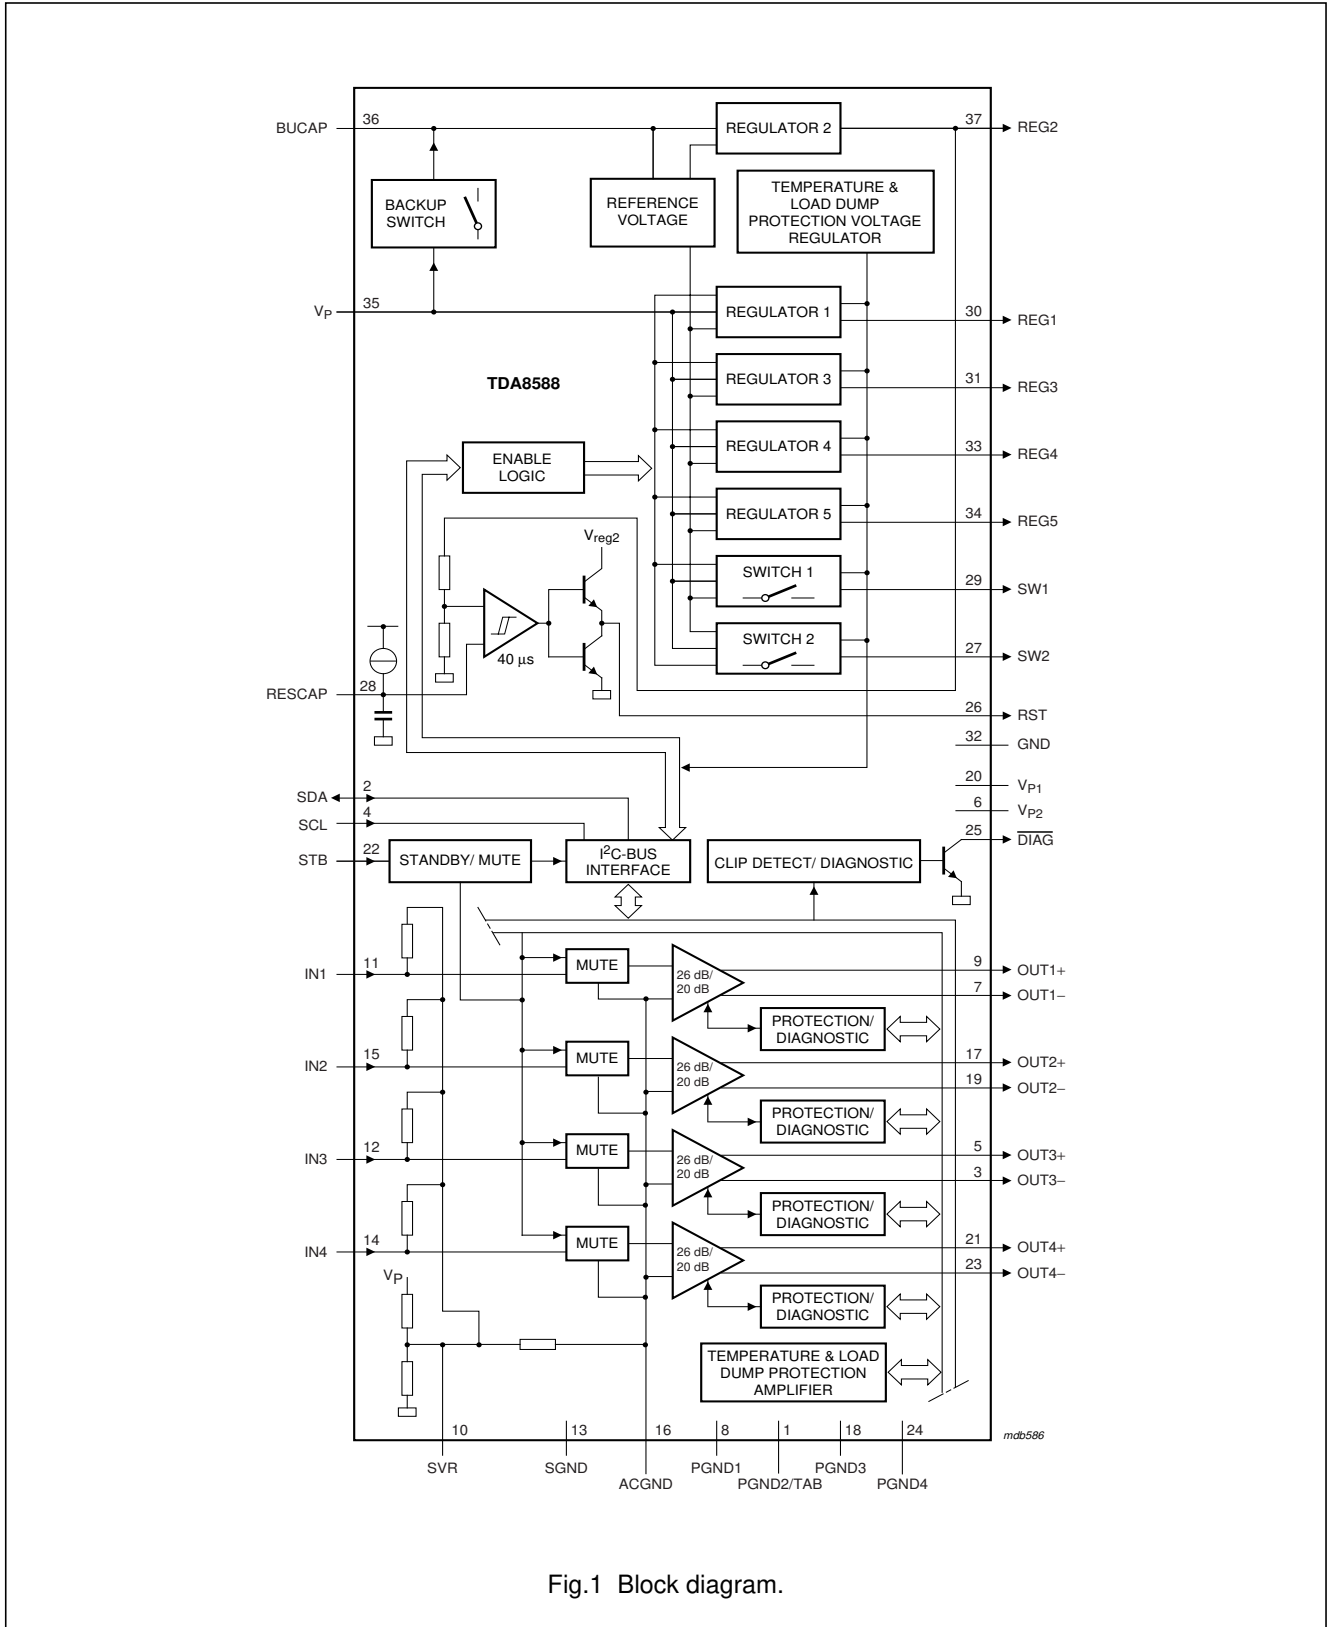 BUCAP
36
REGULATOR 2
37
REG2
BACKUP
SWITCH
REFERENCE
VOLTAGE
TEMPERATURE &
LOAD DUMP
PROTECTION VOLTAGE
REGULATOR
VP
35
REGULATOR 1
30
REG1
TDA8588
REGULATOR 3
31
REG3
ENABLE
LOGIC
REGULATOR 4
33
REG4
REGULATOR 5
34
REG5
Vreg2
SWITCH 1
29
SW1
40 µs
SWITCH 2
27
SW2
RESCAP
28
26
RST
32
GND
20
VP1
6
VP2
SDA
2
SCL
4
25
DIAG
STB
22
STANDBY/ MUTE
I2C-BUS
INTERFACE
CLIP DETECT/ DIAGNOSTIC
IN1
11
MUTE
26 dB/
20 dB
9
OUT1+
7
OUT1−
PROTECTION/
DIAGNOSTIC
IN2
15
MUTE
26 dB/
20 dB
17
OUT2+
19
OUT2−
PROTECTION/
DIAGNOSTIC
IN3
12
MUTE
26 dB/
20 dB
5
OUT3+
3
OUT3−
PROTECTION/
DIAGNOSTIC
IN4
14
MUTE
26 dB/
20 dB
21
OUT4+
23
OUT4−
VP
PROTECTION/
DIAGNOSTIC
TEMPERATURE & LOAD
DUMP PROTECTION
AMPLIFIER
10
13
16
8
1
18
24
mdb586
SVR
SGND
ACGND
PGND1
PGND2/TAB
PGND3
PGND4
Fig.1 Block diagram.